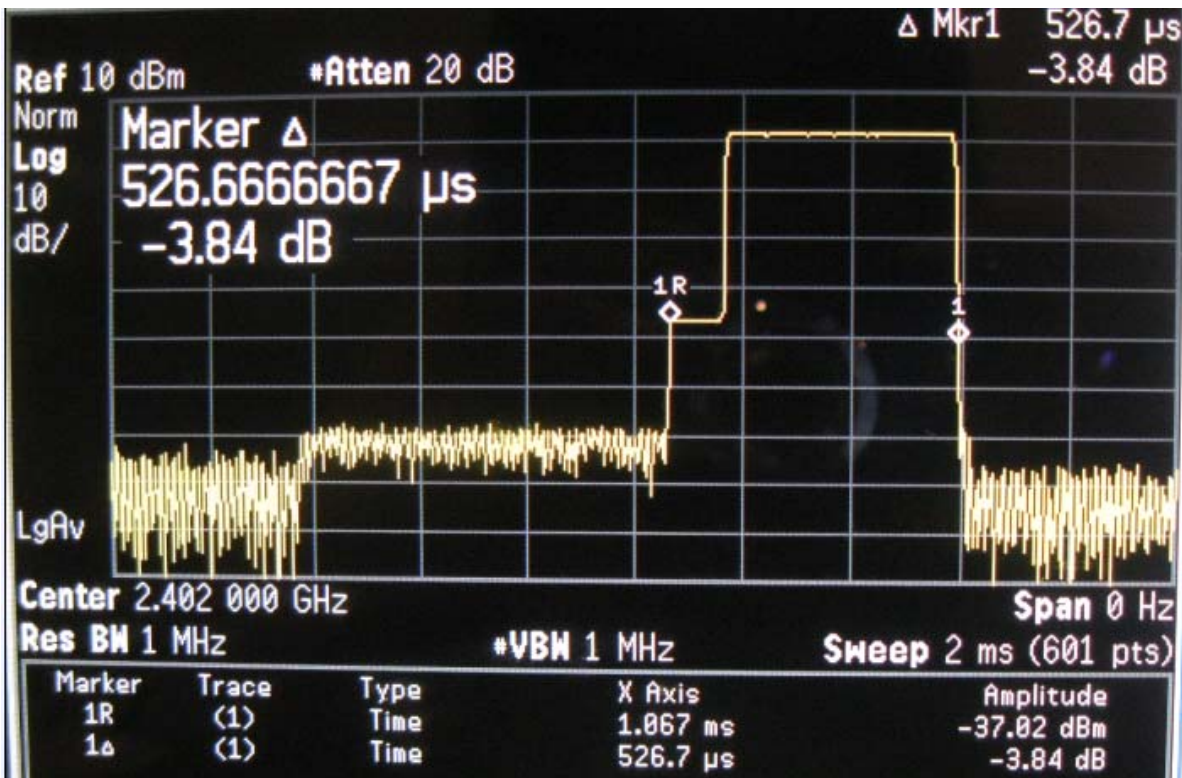 Δ Mkr1 526.7 µs
Ref 10 dBm #Atten 20 dB -3.84 dB
Norm
Log
10
dB/
Marker Δ
526.6666667 µs
-3.84 dB
1R
1
LgAv
Center 2.402 000 GHz Span 0 Hz
Res BW 1 MHz #VBW 1 MHz Sweep 2 ms (601 pts)
Marker Trace Type X Axis Amplitude
1R (1) Time 1.067 ms -37.02 dBm
1Δ (1) Time 526.7 µs -3.84 dB